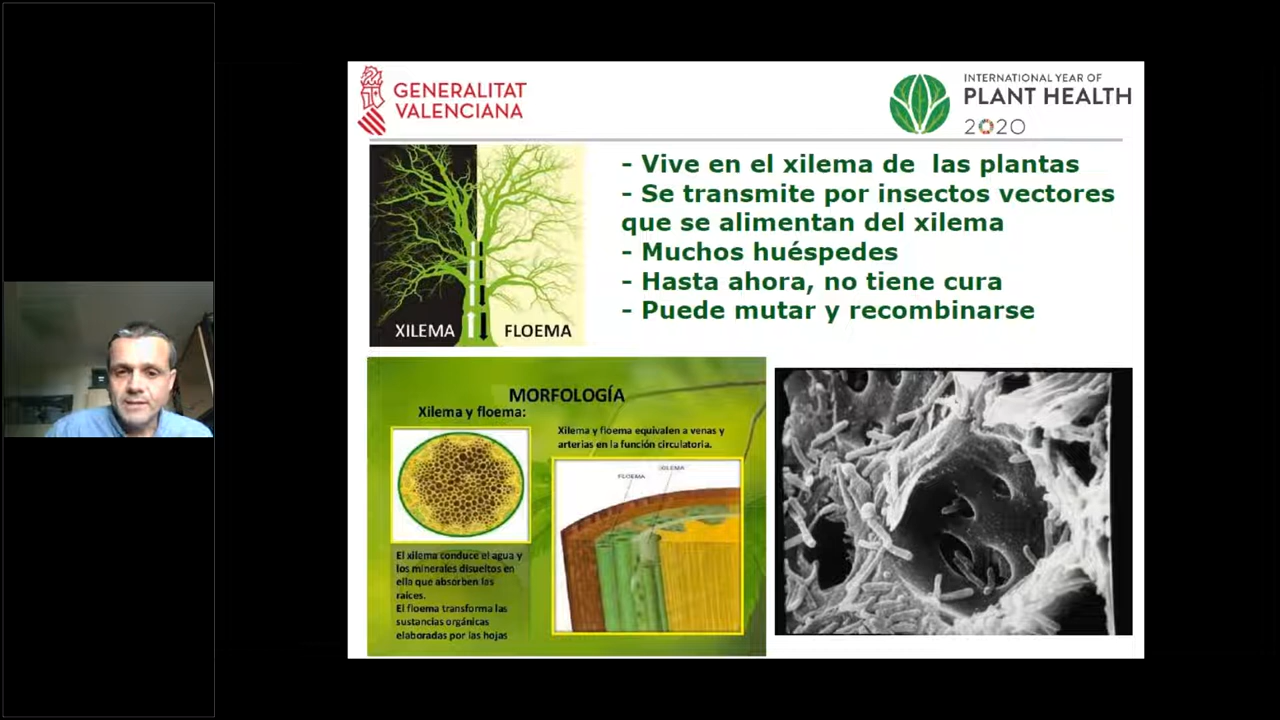 GENERALITAT
VALENCIANA
INTERNATIONAL YEAR OF
PLANT HEALTH
2020
- Vive en el xilema de las plantas
- Se transmite por insectos vectores
que se alimentan del xilema
- Muchos huéspedes
- Hasta ahora, no tiene cura
- Puede mutar y recombinarse
XILEMA
FLOEMA
MORFOLOGÍA
Xilema y floema:
Xilema y floema equivalen a venas y
arterias en la función circulatoria.
FLOEMA
XILEMA
El xilema conduce el agua y
los minerales disueltos en
ella que absorben las
raíces.
El floema transforma las
sustancias orgánicas
elaboradas por las hojas